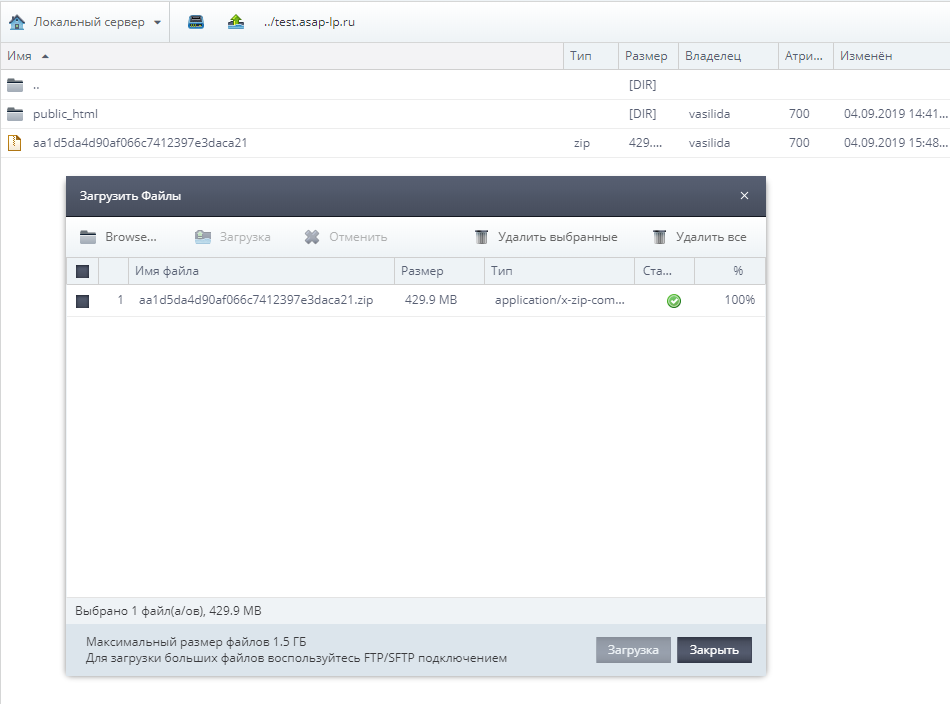 Локальный сервер ../test.asap-lp.ru
Имя Тип Размер Владелец Атри... Изменён
.. [DIR]
public_html [DIR] vasilida 700 04.09.2019 14:41...
aa1d5da4d90af066c7412397e3daca21 zip 429.... vasilida 700 04.09.2019 15:48...
Загрузить Файлы
Browse... Загрузка Отменить Удалить выбранные Удалить все
Имя файла Размер Тип Ста... %
1 aa1d5da4d90af066c7412397e3daca21.zip 429.9 MB application/x-zip-com... 100%
Выбрано 1 файл(а/ов), 429.9 MB
Максимальный размер файлов 1.5 ГБ
Для загрузки больших файлов воспользуйтесь FTP/SFTP подключением
Загрузка Закрыть